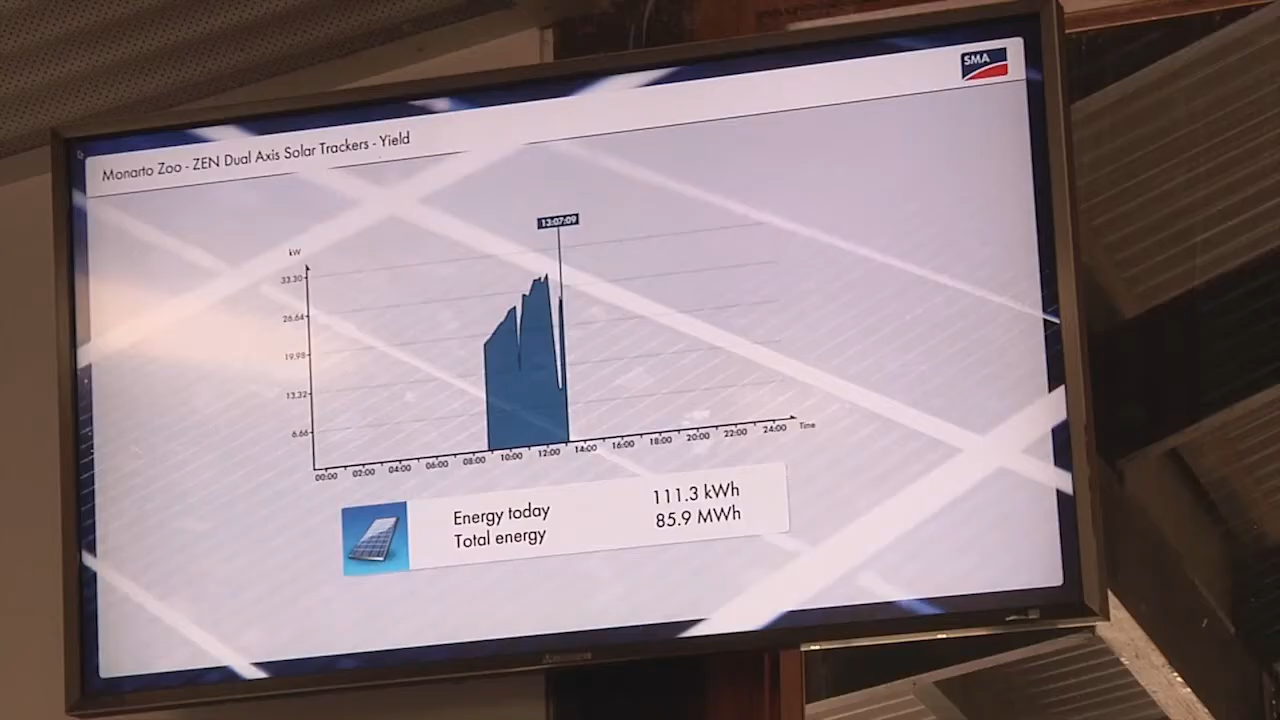 SMA
Monarto Zoo - ZEN Dual Axis Solar Trackers - Yield
13:07:09
kW
33.30
26.64
19.98
13.32
6.66
00:00 02:00 04:00 06:00 08:00 10:00 12:00 14:00 16:00 18:00 20:00 22:00 24:00 Time
Energy today 111.3 kWh
Total energy 85.9 MWh